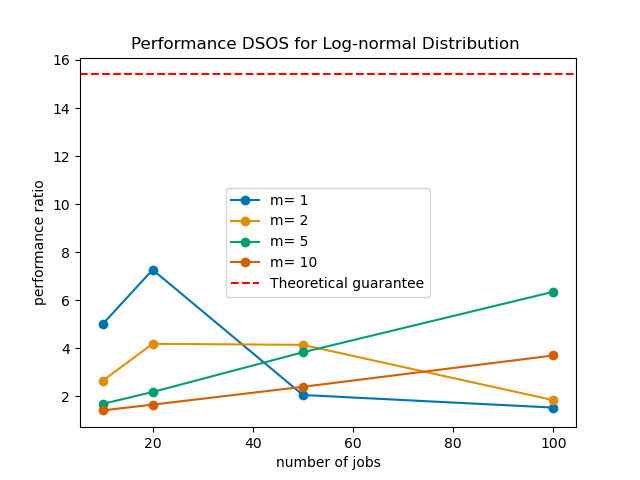 Performance DSOS for Log-normal Distribution
performance ratio
16
14
12
10
8
6
4
2
m= 1
m= 2
m= 5
m= 10
Theoretical guarantee
20
40
60
80
100
number of jobs